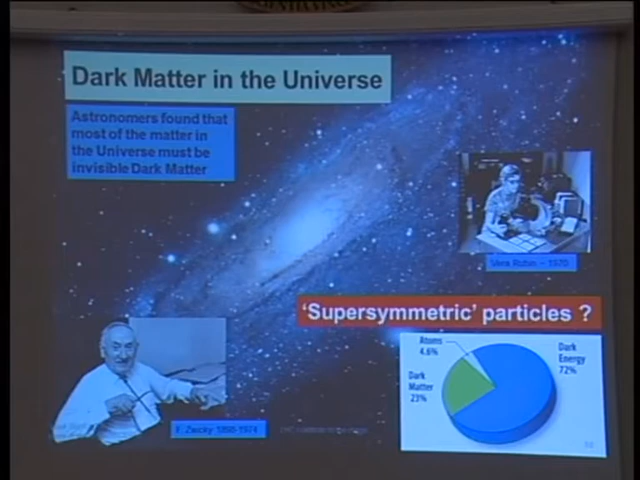 Dark Matter in the Universe
Astronomers found that
most of the matter in
the Universe must be
invisible Dark Matter
Vera Rubin ~ 1970
'Supersymmetric' particles ?
Atoms
4.6%
Dark
Energy
72%
Dark
Matter
23%
F. Zwicky 1898-1974